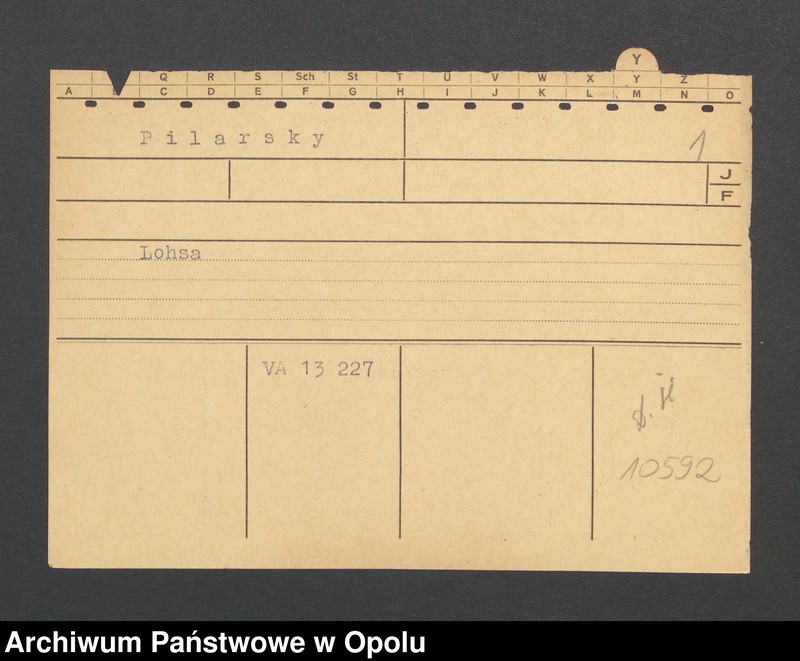 Y
Q R S Sch St T U V W X Y Z
A C D E F G H I J K L M N O
Pilarsky
1
J
F
Lohsa
VA 13 227
10592
Archiwum Państwowe w Opolu